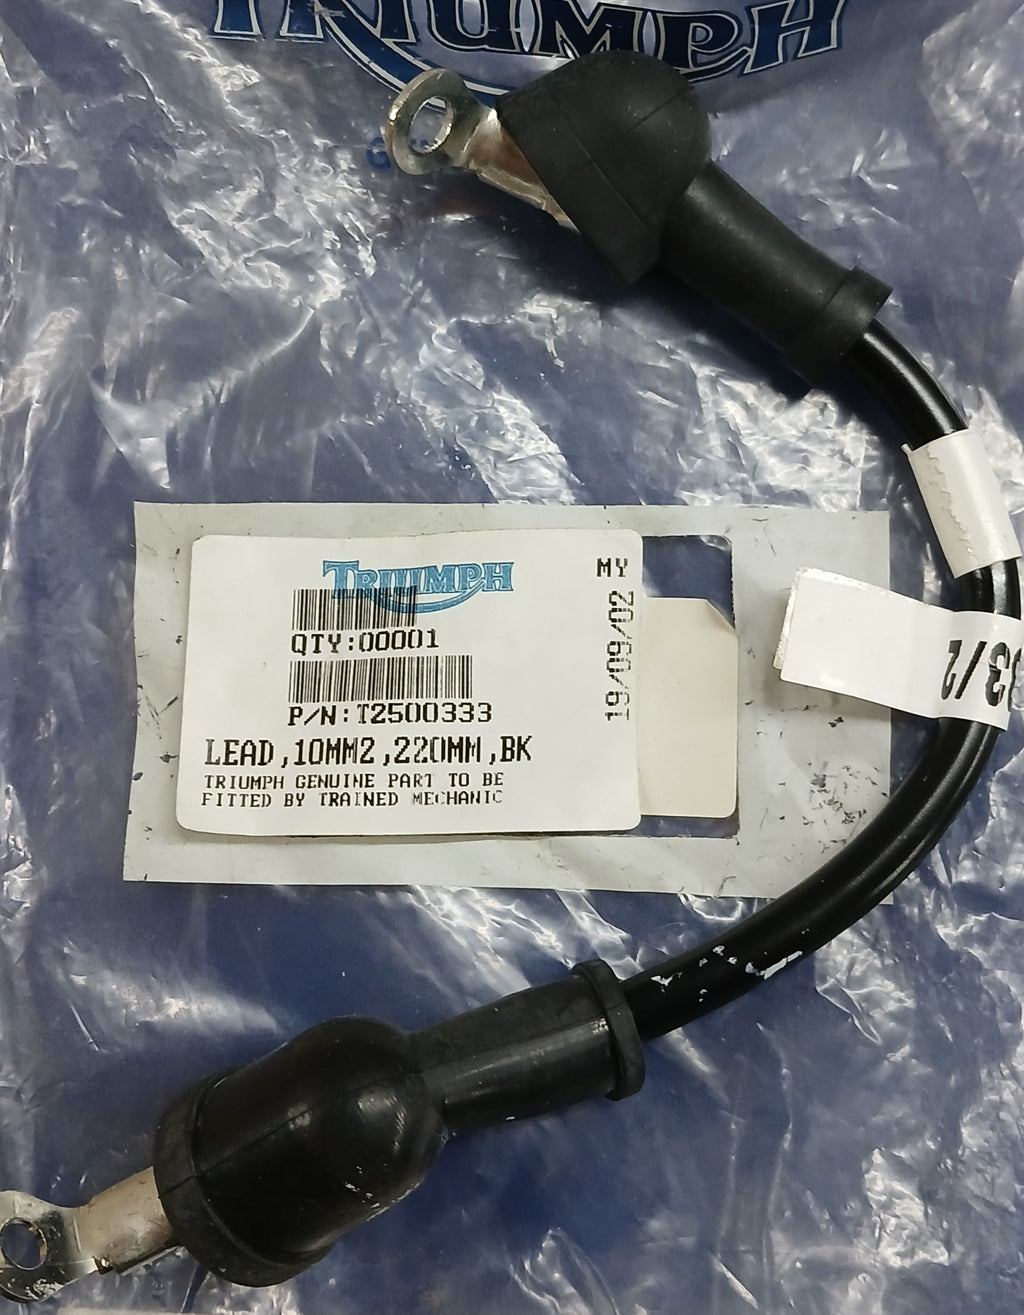 TRIUMPH
TRIUMPH
MY
19/09/02
QTY:00001
P/N:T2500333
LEAD,10MM2,220MM,BK
TRIUMPH GENUINE PART TO BE
FITTED BY TRAINED MECHANIC
33/2